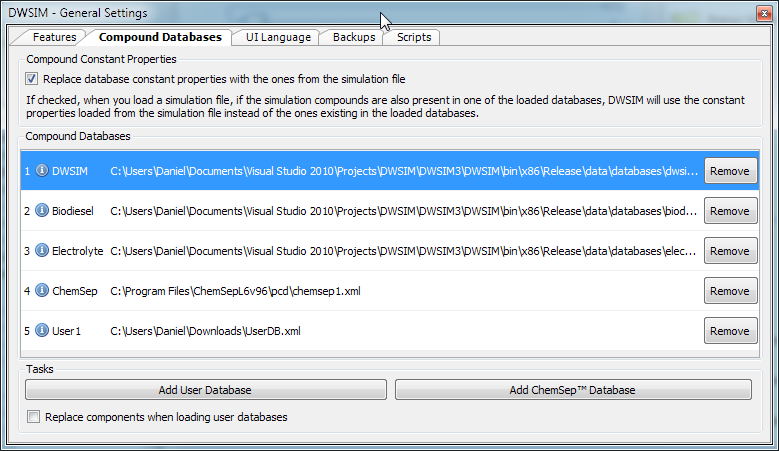 DWSIM - General Settings
Features
Compound Databases
UI Language
Backups
Scripts
Compound Constant Properties
Replace database constant properties with the ones from the simulation file
If checked, when you load a simulation file, if the simulation compounds are also present in one of the loaded databases, DWSIM will use the constant
properties loaded from the simulation file instead of the ones existing in the loaded databases.
Compound Databases
1 DWSIM C:\Users\Daniel\Documents\Visual Studio 2010\Projects\DWSIM\DWSIM3\DWSIM\bin\x86\Release\data\databases\dwsi... Remove
2 Biodiesel C:\Users\Daniel\Documents\Visual Studio 2010\Projects\DWSIM\DWSIM3\DWSIM\bin\x86\Release\data\databases\biod... Remove
3 Electrolyte C:\Users\Daniel\Documents\Visual Studio 2010\Projects\DWSIM\DWSIM3\DWSIM\bin\x86\Release\data\databases\elec... Remove
4 ChemSep C:\Program Files\ChemSepL6v96\pcd\chemsep1.xml Remove
5 User1 C:\Users\Daniel\Downloads\UserDB.xml Remove
Tasks
Add User Database
Add ChemSep™ Database
Replace components when loading user databases